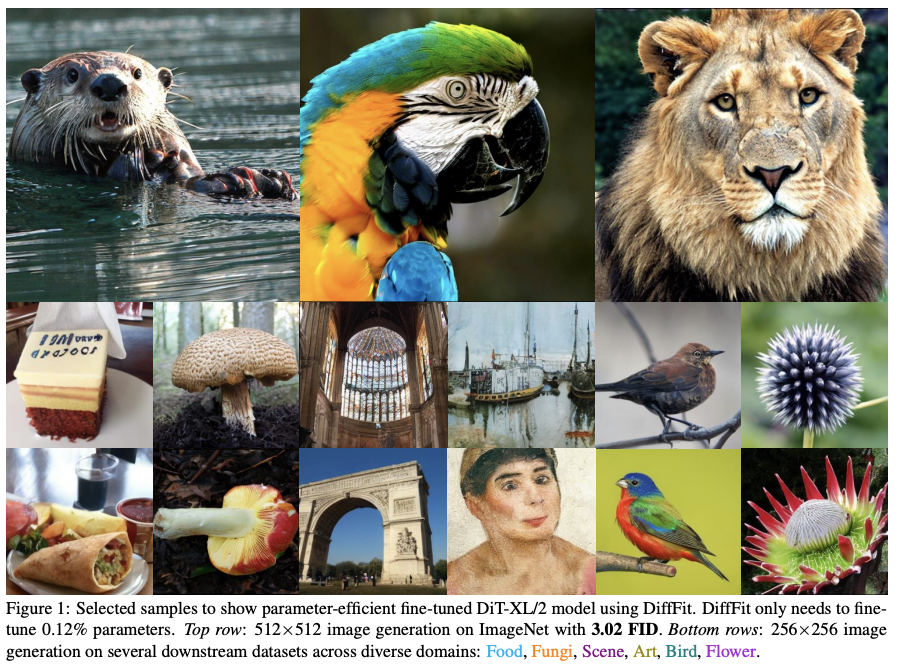 Figure 1: Selected samples to show parameter-efficient fine-tuned DiT-XL/2 model using DiffFit. DiffFit only needs to fine-
tune 0.12% parameters. Top row: 512×512 image generation on ImageNet with 3.02 FID. Bottom rows: 256×256 image
generation on several downstream datasets across diverse domains: Food, Fungi, Scene, Art, Bird, Flower.